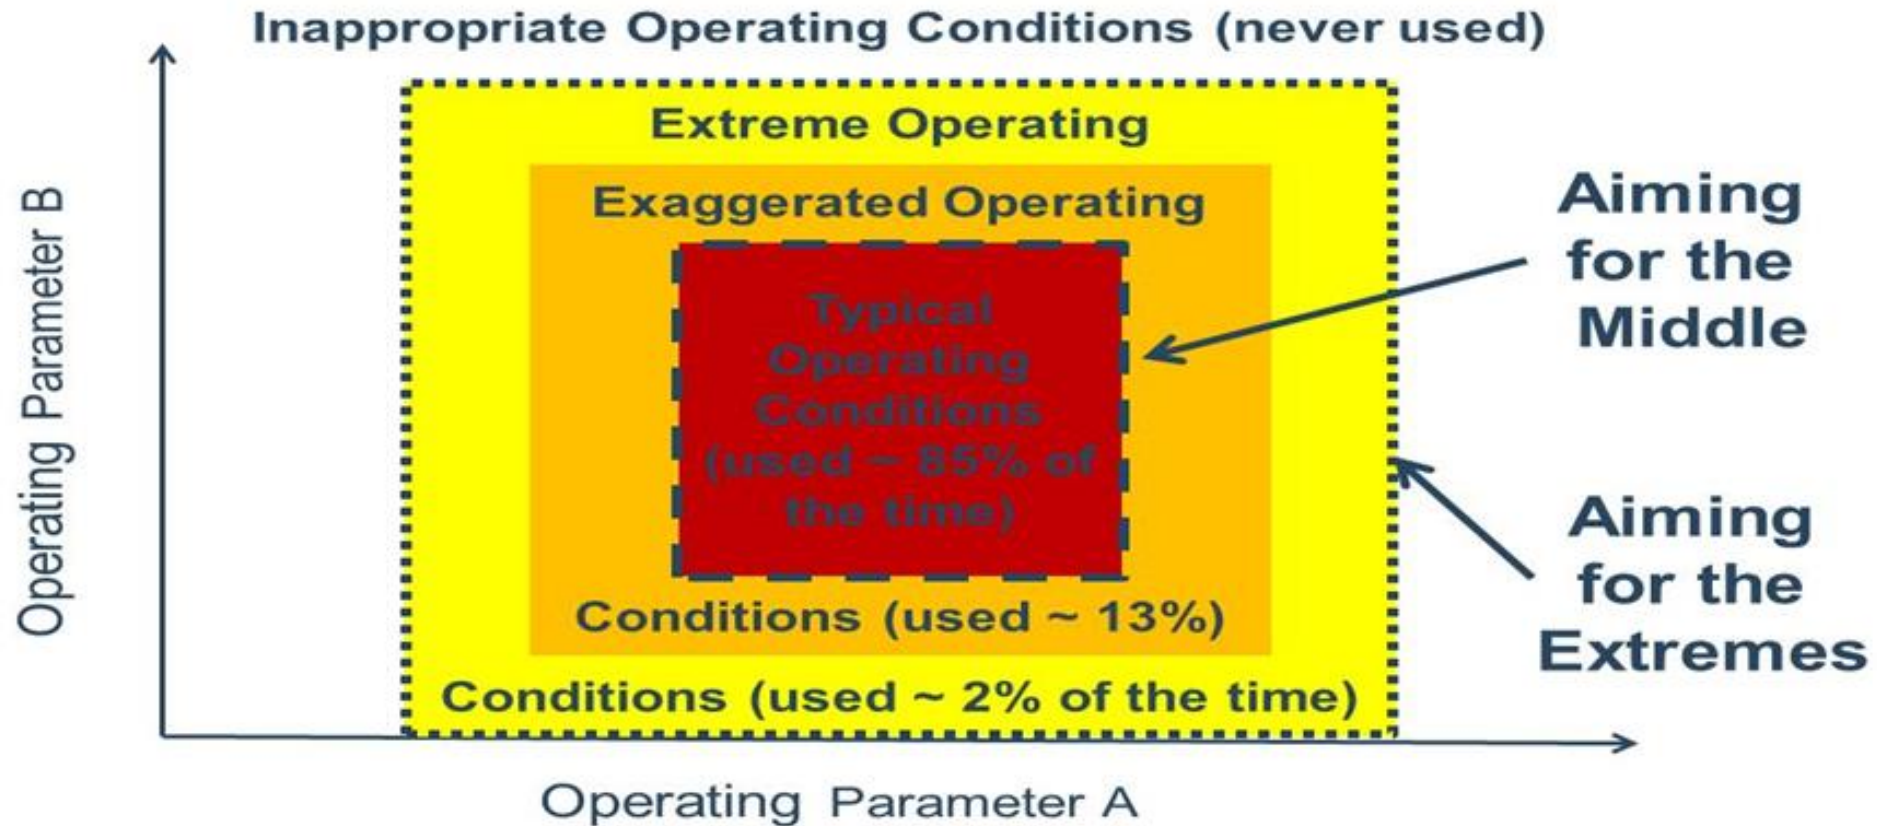 Inappropriate Operating Conditions (never used)
Extreme Operating
Exaggerated Operating
Typical
Operating
Conditions
(used ~ 85% of
the time)
Conditions (used ~ 13%)
Conditions (used ~ 2% of the time)
Aiming
for the
Middle
Aiming
for the
Extremes
Operating Parameter B
Operating Parameter A